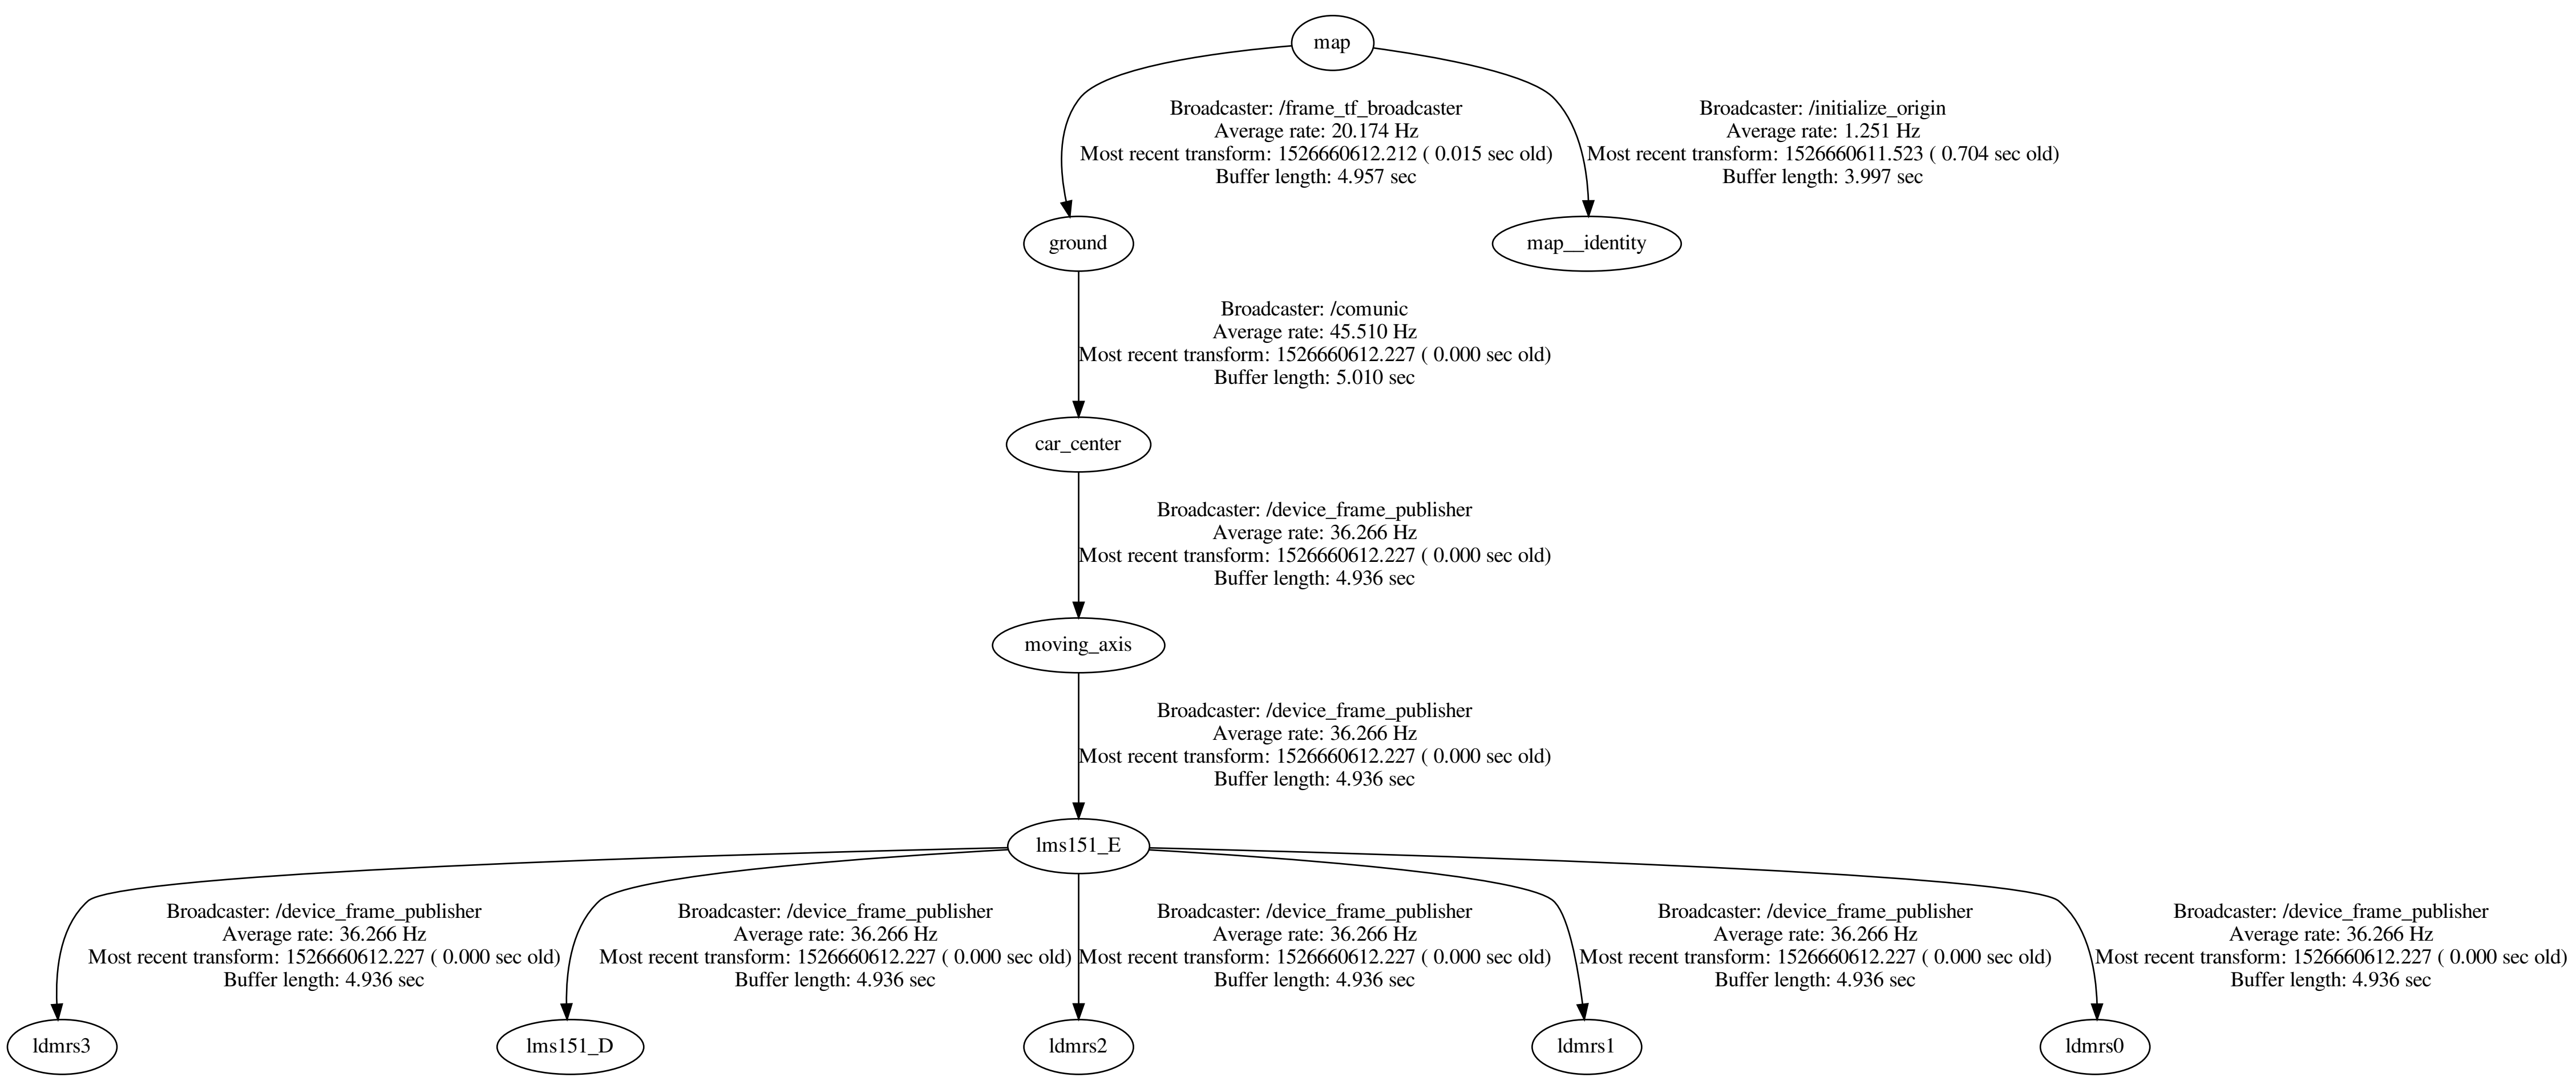 map
Broadcaster: /frame_tf_broadcaster
Average rate: 20.174 Hz
Most recent transform: 1526660612.212 ( 0.015 sec old)
Buffer length: 4.957 sec
Broadcaster: /initialize_origin
Average rate: 1.251 Hz
Most recent transform: 1526660611.523 ( 0.704 sec old)
Buffer length: 3.997 sec
ground
map__identity
Broadcaster: /comunic
Average rate: 45.510 Hz
Most recent transform: 1526660612.227 ( 0.000 sec old)
Buffer length: 5.010 sec
car_center
Broadcaster: /device_frame_publisher
Average rate: 36.266 Hz
Most recent transform: 1526660612.227 ( 0.000 sec old)
Buffer length: 4.936 sec
moving_axis
Broadcaster: /device_frame_publisher
Average rate: 36.266 Hz
Most recent transform: 1526660612.227 ( 0.000 sec old)
Buffer length: 4.936 sec
lms151_E
Broadcaster: /device_frame_publisher
Average rate: 36.266 Hz
Most recent transform: 1526660612.227 ( 0.000 sec old)
Buffer length: 4.936 sec
Broadcaster: /device_frame_publisher
Average rate: 36.266 Hz
Most recent transform: 1526660612.227 ( 0.000 sec old)
Buffer length: 4.936 sec
Broadcaster: /device_frame_publisher
Average rate: 36.266 Hz
Most recent transform: 1526660612.227 ( 0.000 sec old)
Buffer length: 4.936 sec
Broadcaster: /device_frame_publisher
Average rate: 36.266 Hz
Most recent transform: 1526660612.227 ( 0.000 sec old)
Buffer length: 4.936 sec
Broadcaster: /device_frame_publisher
Average rate: 36.266 Hz
Most recent transform: 1526660612.227 ( 0.000 sec old)
Buffer length: 4.936 sec
ldmrs3
lms151_D
ldmrs2
ldmrs1
ldmrs0